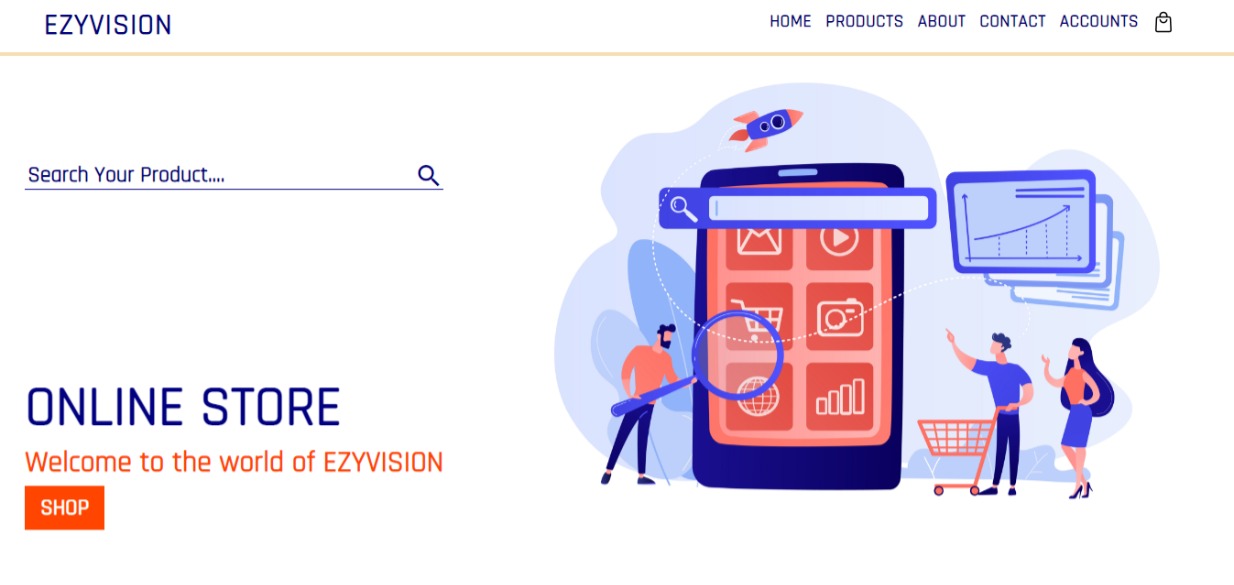 EZYVISION
HOME PRODUCTS ABOUT CONTACT ACCOUNTS
Search Your Product....
ONLINE STORE
Welcome to the world of EZYVISION
SHOP